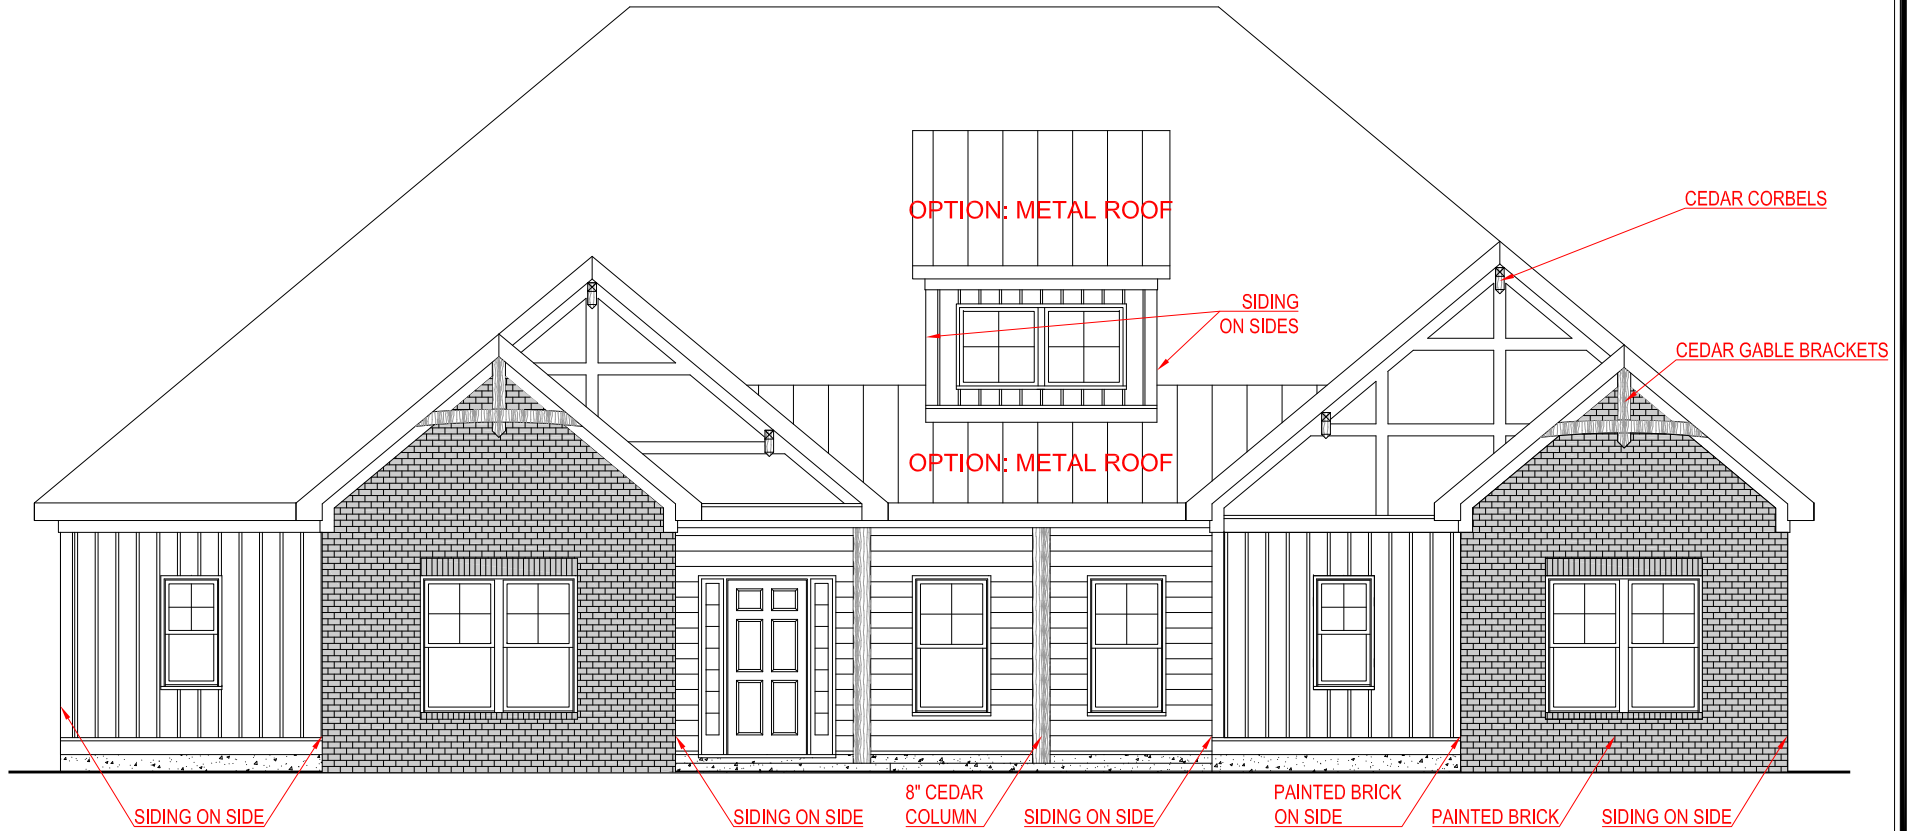 CEDAR CORBELS
OPTION: METAL ROOF
SIDING
ON SIDES
CEDAR GABLE BRACKETS
OPTION: METAL ROOF
SIDING ON SIDE
SIDING ON SIDE
8" CEDAR
COLUMN
SIDING ON SIDE
PAINTED BRICK
ON SIDE
PAINTED BRICK
SIDING ON SIDE